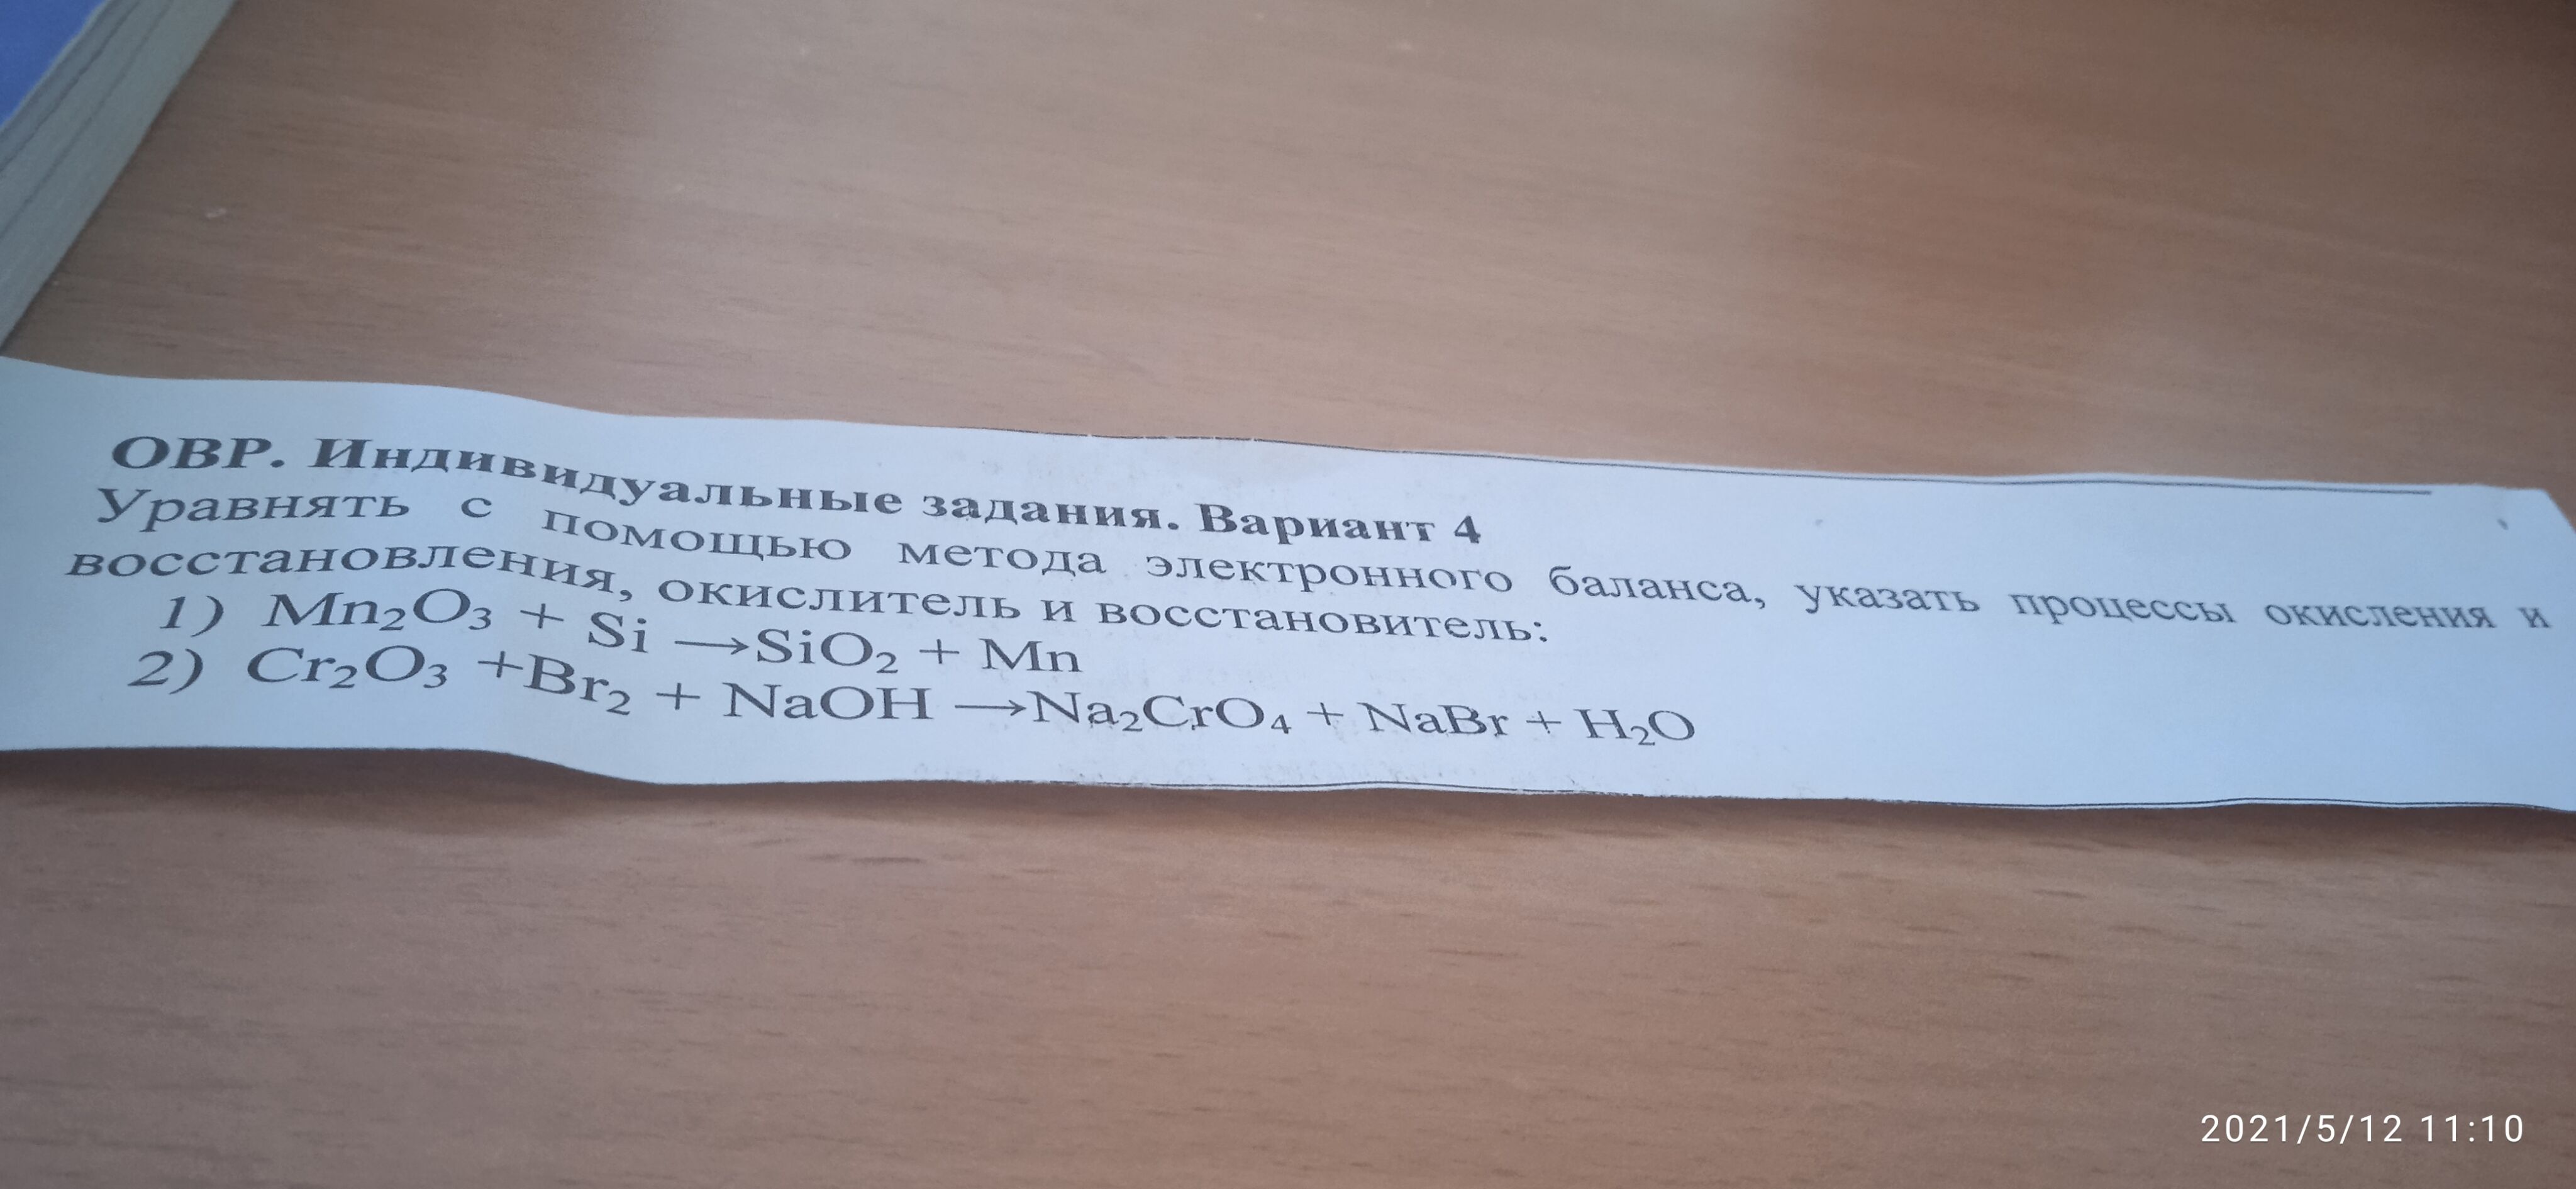 ОВР. Индивидуальные задания. Вариант 4
Уравнять с помощью метода электронного баланса, указать процессы окисления и
восстановления, окислитель и восстановитель:
1) Mn₂O₃ + Si →SiO₂ + Mn
2) Cr₂O₃ +Br₂ + NaOH →Na₂CrO₄ + NaBr + H₂O
2021/5/12 11:10